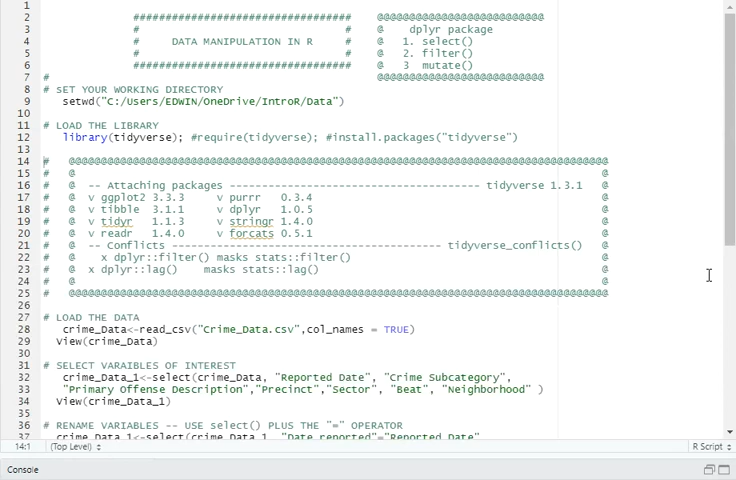 1
2 ################################## @@@@@@@@@@@@@@@@@@@@@@@@@@
3 # # @ dplyr package
4 # DATA MANIPULATION IN R # @ 1. select()
5 # # @ 2. filter()
6 ################################## @ 3 mutate()
7 # @@@@@@@@@@@@@@@@@@@@@@@@@@
8 # SET YOUR WORKING DIRECTORY
9 setwd("C:/Users/EDWIN/OneDrive/IntroR/Data")
10
11 # LOAD THE LIBRARY
12 library(tidyverse); #require(tidyverse); #install.packages("tidyverse")
13
14 # @@@@@@@@@@@@@@@@@@@@@@@@@@@@@@@@@@@@@@@@@@@@@@@@@@@@@@@@@@@@@@@@@@@@@@@@@@@@@@@@@@@@
15 # @ @
16 # @ -- Attaching packages --------------------------------------- tidyverse 1.3.1 @
17 # @ v ggplot2 3.3.3 v purrr 0.3.4 @
18 # @ v tibble 3.1.1 v dplyr 1.0.5 @
19 # @ v tidyr 1.1.3 v stringr 1.4.0 @
20 # @ v readr 1.4.0 v forcats 0.5.1 @
21 # @ -- Conflicts ------------------------------------------ tidyverse_conflicts() @
22 # @ x dplyr::filter() masks stats::filter() @
23 # @ x dplyr::lag() masks stats::lag() @
24 # @ @
25 # @@@@@@@@@@@@@@@@@@@@@@@@@@@@@@@@@@@@@@@@@@@@@@@@@@@@@@@@@@@@@@@@@@@@@@@@@@@@@@@@@@@@
26
27 # LOAD THE DATA
28 crime_Data<-read_csv("Crime_Data.csv",col_names = TRUE)
29 View(crime_Data)
30
31 # SELECT VARAIBLES OF INTEREST
32 crime_Data_1<-select(crime_Data, "Reported Date", "Crime Subcategory",
33 "Primary Offense Description","Precinct","Sector", "Beat", "Neighborhood" )
34 View(crime_Data_1)
35
36 # RENAME VARIABLES -- USE select() PLUS THE "=" OPERATOR
37 crime_Data_1<-select(crime_Data_1, "Date_reported"="Reported Date",
14:1 (Top Level) R Script
Console